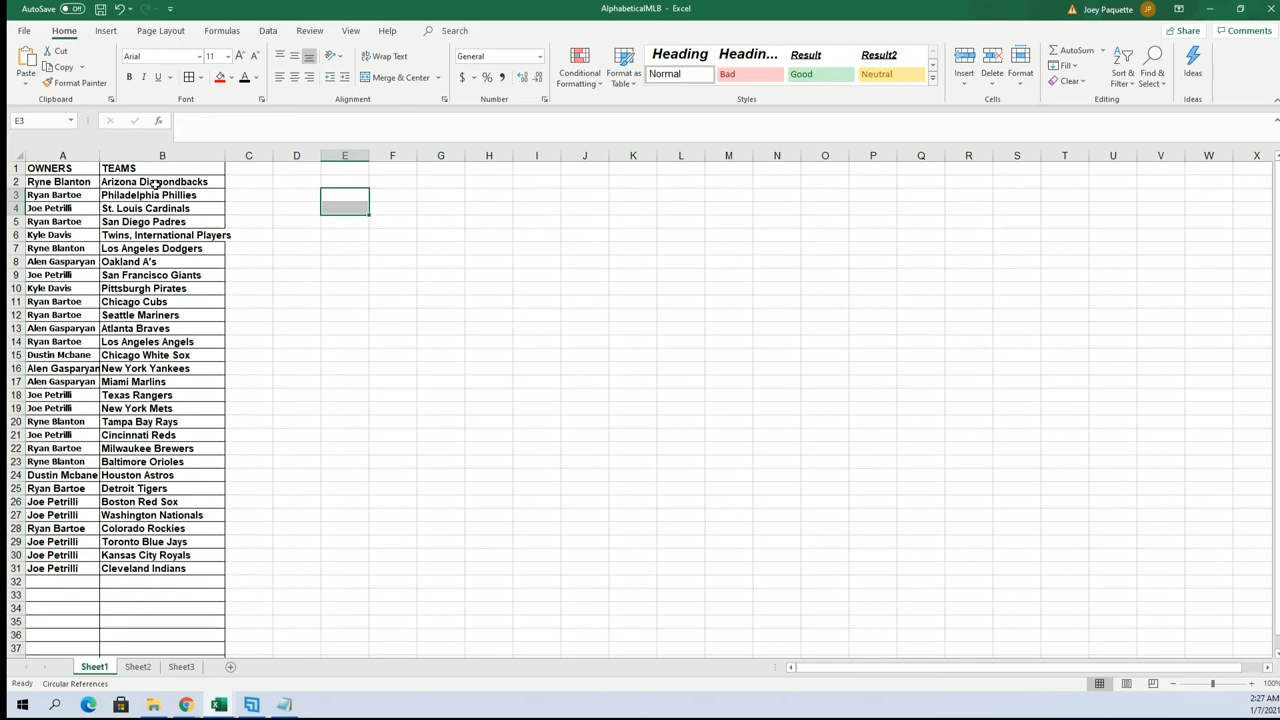 AutoSave Off AlphabeticalMLB - Excel Joey Paquette JP
File Home Insert Page Layout Formulas Data Review View Help Search Share Comments
Cut Arial 11 Wrap Text General Heading Headin... Result Result2 AutoSum
Copy Fill
Paste Format Painter B I U A Merge & Center $ % Conditional Formatting Format as Table Normal Bad Good Neutral Insert Delete Format Clear Sort & Filter Find & Select Ideas
Clipboard Font Alignment Number Styles Cells Editing Ideas
E3 fx
A B C D E F G H I J K L M N O P Q R S T U V W X
1 OWNERS TEAMS
2 Ryne Blanton Arizona Diamondbacks
3 Ryan Bartoe Philadelphia Phillies
4 Joe Petrilli St. Louis Cardinals
5 Ryan Bartoe San Diego Padres
6 Kyle Davis Twins, International Players
7 Ryne Blanton Los Angeles Dodgers
8 Alen Gasparyan Oakland A's
9 Joe Petrilli San Francisco Giants
10 Kyle Davis Pittsburgh Pirates
11 Ryan Bartoe Chicago Cubs
12 Ryan Bartoe Seattle Mariners
13 Alen Gasparyan Atlanta Braves
14 Ryan Bartoe Los Angeles Angels
15 Dustin Mcbane Chicago White Sox
16 Alen Gasparyan New York Yankees
17 Alen Gasparyan Miami Marlins
18 Joe Petrilli Texas Rangers
19 Joe Petrilli New York Mets
20 Ryne Blanton Tampa Bay Rays
21 Joe Petrilli Cincinnati Reds
22 Ryan Bartoe Milwaukee Brewers
23 Ryne Blanton Baltimore Orioles
24 Dustin Mcbane Houston Astros
25 Ryan Bartoe Detroit Tigers
26 Joe Petrilli Boston Red Sox
27 Joe Petrilli Washington Nationals
28 Ryan Bartoe Colorado Rockies
29 Joe Petrilli Toronto Blue Jays
30 Joe Petrilli Kansas City Royals
31 Joe Petrilli Cleveland Indians
32
33
34
35
36
37
Sheet1 Sheet2 Sheet3
Ready Circular References 100%
2:27 AM
1/7/2021